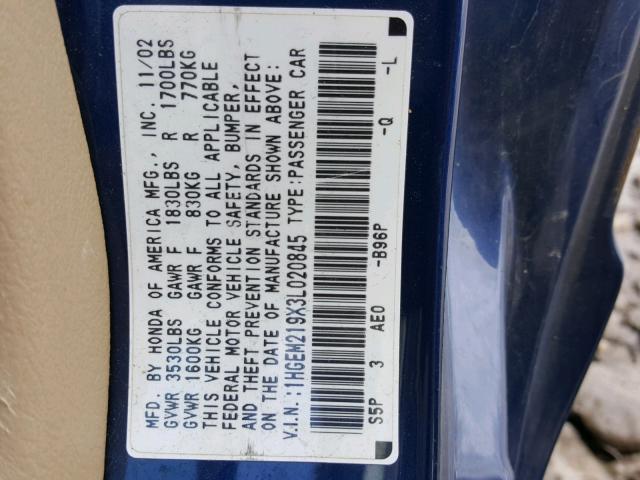 MFD. BY HONDA OF AMERICA MFG., INC. 11/02
GVWR 3530LBS GAWR F 1830LBS R 1700LBS
GVWR 1600KG GAWR F 830KG R 770KG
THIS VEHICLE CONFORMS TO ALL APPLICABLE
FEDERAL MOTOR VEHICLE SAFETY, BUMPER,
AND THEFT PREVENTION STANDARDS IN EFFECT
ON THE DATE OF MANUFACTURE SHOWN ABOVE:
V.I.N.:1HGEM219X3L020845 TYPE:PASSENGER CAR
S5P 3 AEO -B96P -Q -L